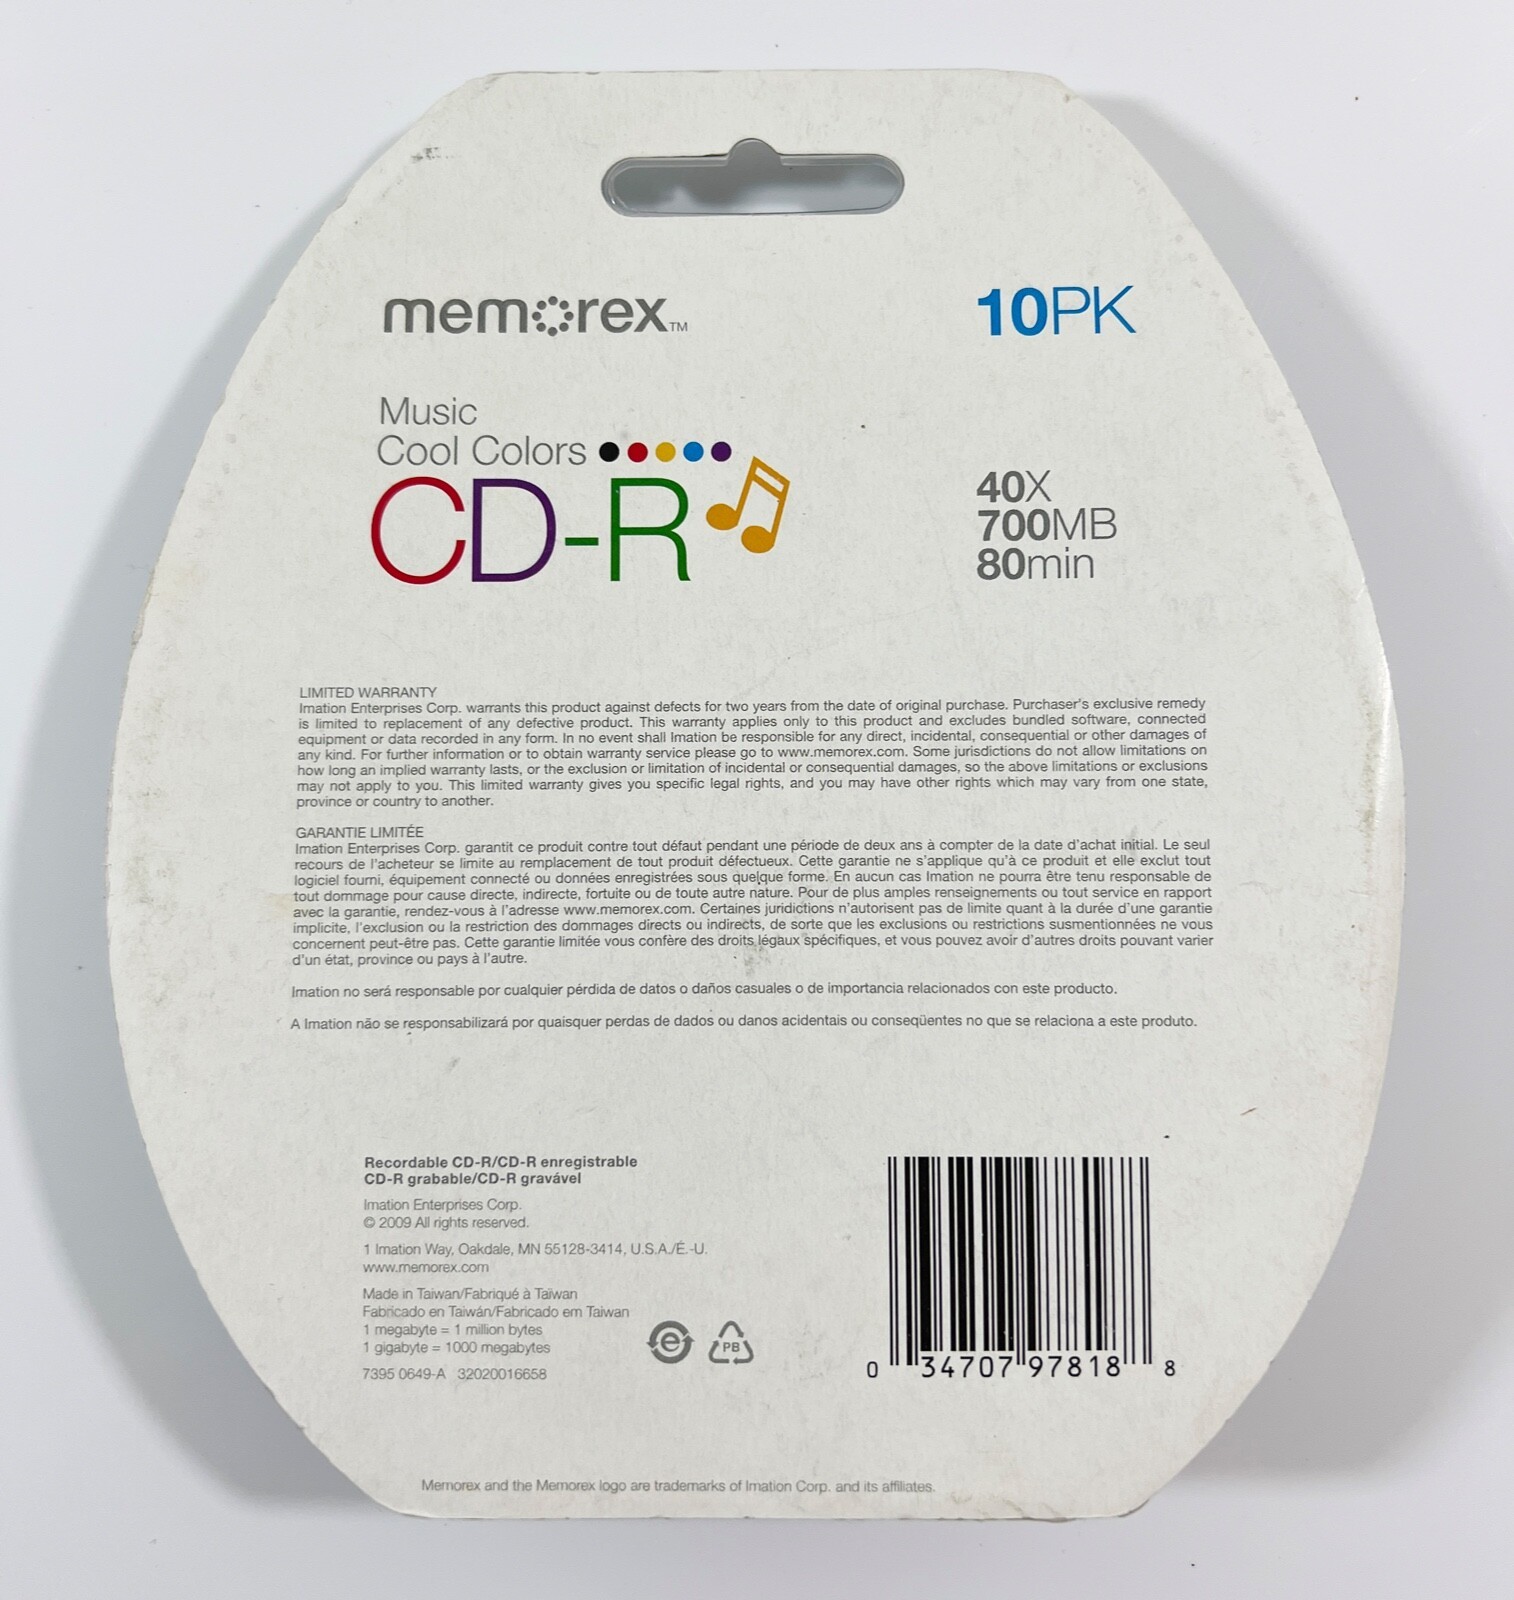 memorex™
10PK
Music
Cool Colors
CD-R
40X
700MB
80min
LIMITED WARRANTY
Imation Enterprises Corp. warrants this product against defects for two years from the date of original purchase. Purchaser's exclusive remedy
is limited to replacement of any defective product. This warranty applies only to this product and excludes bundled software, connected
equipment or data recorded in any form. In no event shall Imation be responsible for any direct, incidental, consequential or other damages of
any kind. For further information or to obtain warranty service please go to www.memorex.com. Some jurisdictions do not allow limitations on
how long an implied warranty lasts, or the exclusion or limitation of incidental or consequential damages, so the above limitations or exclusions
may not apply to you. This limited warranty gives you specific legal rights, and you may have other rights which may vary from one state,
province or country to another.
GARANTIE LIMITÉE
Imation Enterprises Corp. garantit ce produit contre tout défaut pendant une période de deux ans à compter de la date d'achat initial. Le seul
recours de l'acheteur se limite au remplacement de tout produit défectueux. Cette garantie ne s'applique qu'à ce produit et elle exclut tout
logiciel fourni, équipement connecté ou données enregistrées sous quelque forme. En aucun cas Imation ne pourra être tenu responsable de
tout dommage pour cause directe, indirecte, fortuite ou de toute autre nature. Pour de plus amples renseignements ou tout service en rapport
avec la garantie, rendez-vous à l'adresse www.memorex.com. Certaines juridictions n'autorisent pas de limite quant à la durée d'une garantie
implicite, l'exclusion ou la restriction des dommages directs ou indirects, de sorte que les exclusions ou restrictions susmentionnées ne vous
concernent peut-être pas. Cette garantie limitée vous confère des droits légaux spécifiques, et vous pouvez avoir d'autres droits pouvant varier
d'un état, province ou pays à l'autre.
Imation no será responsable por cualquier pérdida de datos o daños casuales o de importancia relacionados con este producto.
A Imation não se responsabilizará por quaisquer perdas de dados ou danos acidentais ou conseqüentes no que se relaciona a este produto.
Recordable CD-R/CD-R enregistrable
CD-R grabable/CD-R gravável
Imation Enterprises Corp.
© 2009 All rights reserved.
1 Imation Way, Oakdale, MN 55128-3414, U.S.A./É.-U.
www.memorex.com
Made in Taiwan/Fabriqué à Taïwan
Fabricado en Taiwán/Fabricado em Taiwan
1 megabyte = 1 million bytes
1 gigabyte = 1000 megabytes
7395 0649-A 32020016658
e
PB
0 34707 97818 8
Memorex and the Memorex logo are trademarks of Imation Corp. and its affiliates.